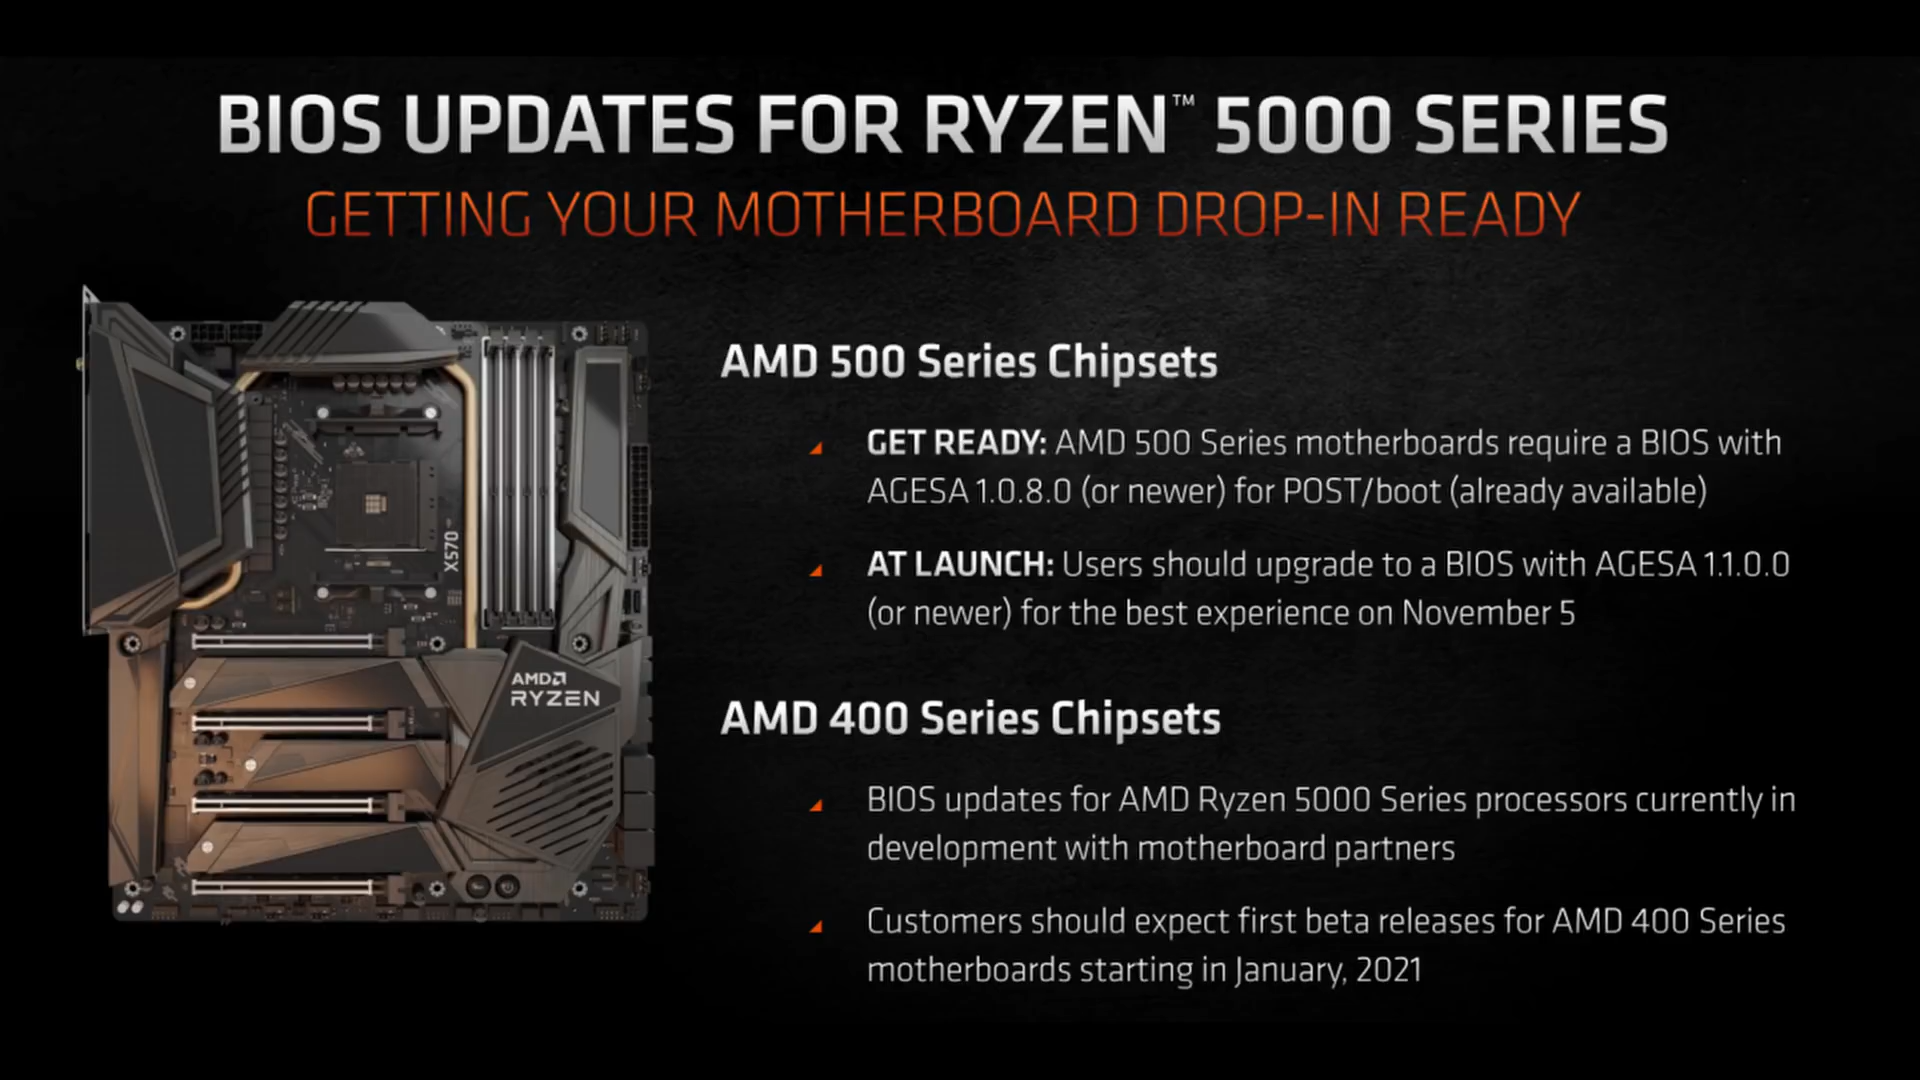 BIOS UPDATES FOR RYZEN™ 5000 SERIES
GETTING YOUR MOTHERBOARD DROP-IN READY
AMD 500 Series Chipsets
GET READY: AMD 500 Series motherboards require a BIOS with
AGESA 1.0.8.0 (or newer) for POST/boot (already available)
AT LAUNCH: Users should upgrade to a BIOS with AGESA 1.1.0.0
(or newer) for the best experience on November 5
AMD 400 Series Chipsets
BIOS updates for AMD Ryzen 5000 Series processors currently in
development with motherboard partners
Customers should expect first beta releases for AMD 400 Series
motherboards starting in January, 2021
X570
AMD
RYZEN